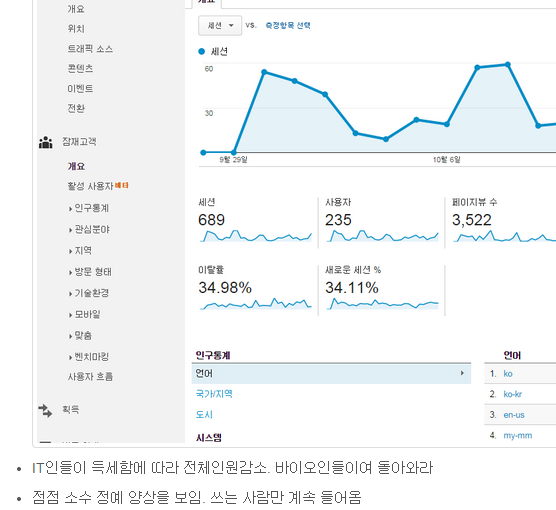 개요
개요
위치
트래픽 소스
콘텐츠
이벤트
전환
잠재고객
개요
활성 사용자 베타
인구통계
관심분야
지역
방문 형태
기술환경
모바일
맞춤
벤치마킹
사용자 흐름
획득
세션 vs. 측정항목 선택
세션
60
30
9월 29일
10월 6일
세션 사용자 페이지뷰 수
689 235 3,522
이탈률 새로운 세션 %
34.98% 34.11%
인구통계
언어
국가/지역
도시
시스템
언어
1. ko
2. ko-kr
3. en-us
4. my-mm
• IT인들이 득세함에 따라 전체인원감소. 바이오인들이여 돌아와라
• 점점 소수 정예 양상을 보임. 쓰는 사람만 계속 들어옴